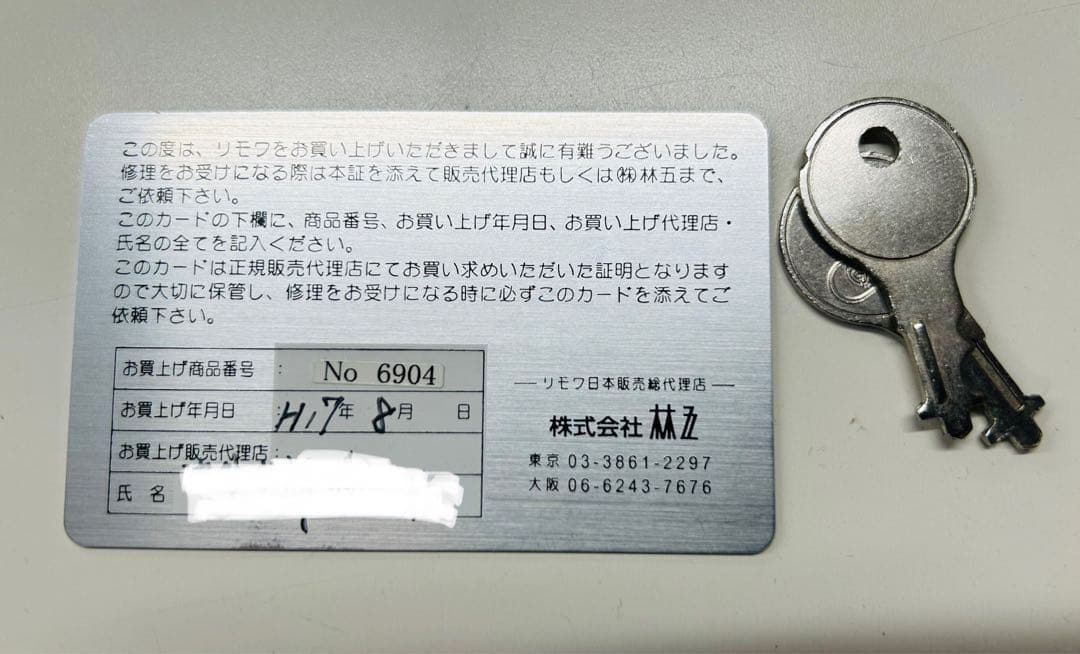 この度は、リモワをお買い上げいただきまして誠に有難うございました。
修理をお受けになる際は本証を添えて販売代理店もしくは㈱林五まで、
ご依頼下さい。
このカードの下欄に、商品番号、お買い上げ年月日、お買い上げ代理店・
氏名の全てを記入ください。
このカードは正規販売代理店にてお買い求めいただいた証明となります
ので大切に保管し、修理をお受けになる時に必ずこのカードを添えてご
依頼下さい。
お買上げ商品番号 : No 6904
お買上げ年月日 : H17年 8月 日
お買上げ販売代理店 :
氏 名
リモワ日本販売総代理店
株式会社 林五
東京 03-3861-2297
大阪 06-6243-7676